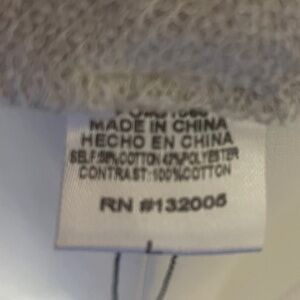 MADE IN CHINA
HECHO EN CHINA
SELF:58%COTTON 42%POLYESTER
CONTRAST:100%COTTON
RN #132005